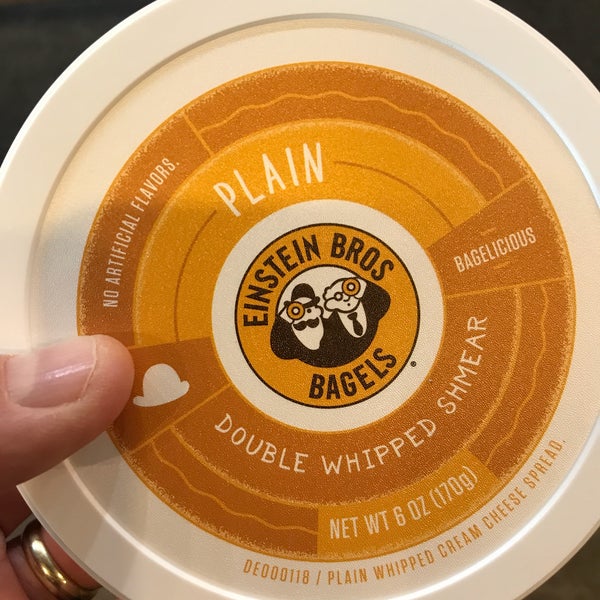 NO ARTIFICIAL FLAVORS.
PLAIN
BAGELICIOUS
EINSTEIN BROS
BAGELS
®
DOUBLE WHIPPED SHMEAR
NET WT 6 OZ (170g)
DE000118 / PLAIN WHIPPED CREAM CHEESE SPREAD.